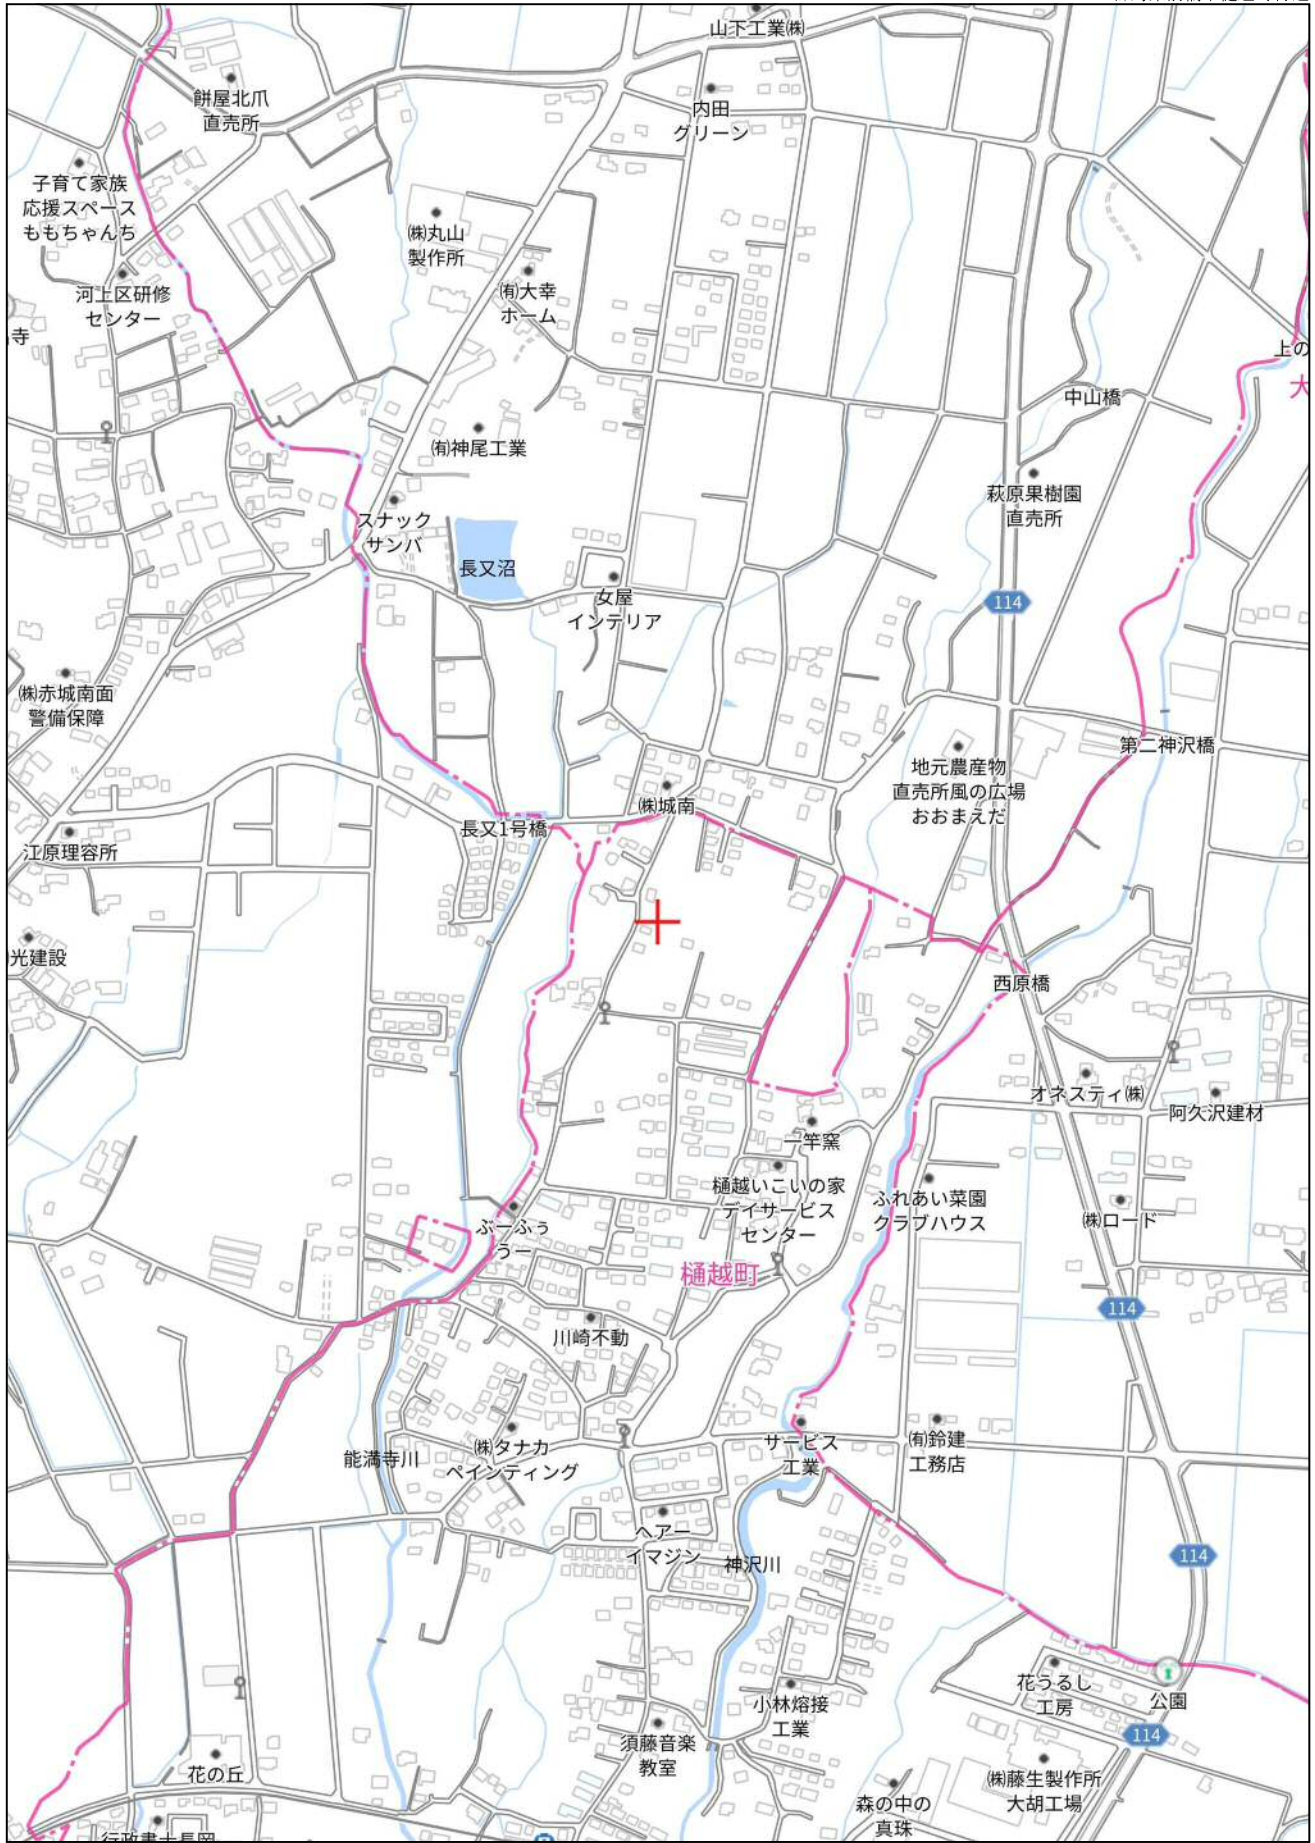 山下工業㈱
餅屋北爪
直売所
内田
グリーン
子育て家族
応援スペース
ももちゃんち
㈱丸山
製作所
河上区研修
センター
㈲大幸
ホーム
寺
上の
大
中山橋
㈲神尾工業
萩原果樹園
直売所
スナック
サンバ
長又沼
女屋
インテリア
114
㈱赤城南面
警備保障
第二神沢橋
地元農産物
直売所風の広場
おおまえだ
㈱城南
長又1号橋
江原理容所
光建設
西原橋
オネスティ㈱
阿久沢建材
一竿窯
樋越いこいの家
デイサービス
センター
ふれあい菜園
クラブハウス
㈱ロード
ぶーふぅ
うー
樋越町
114
川崎不動
能満寺川
㈱タナカ
ペインティング
サービス
工業
㈲鈴建
工務店
ヘアー
イマジン
神沢川
114
花うるし
工房
公園
小林熔接
工業
須藤音楽
教室
114
花の丘
㈱藤生製作所
大胡工場
森の中の
真珠
行政書士長岡